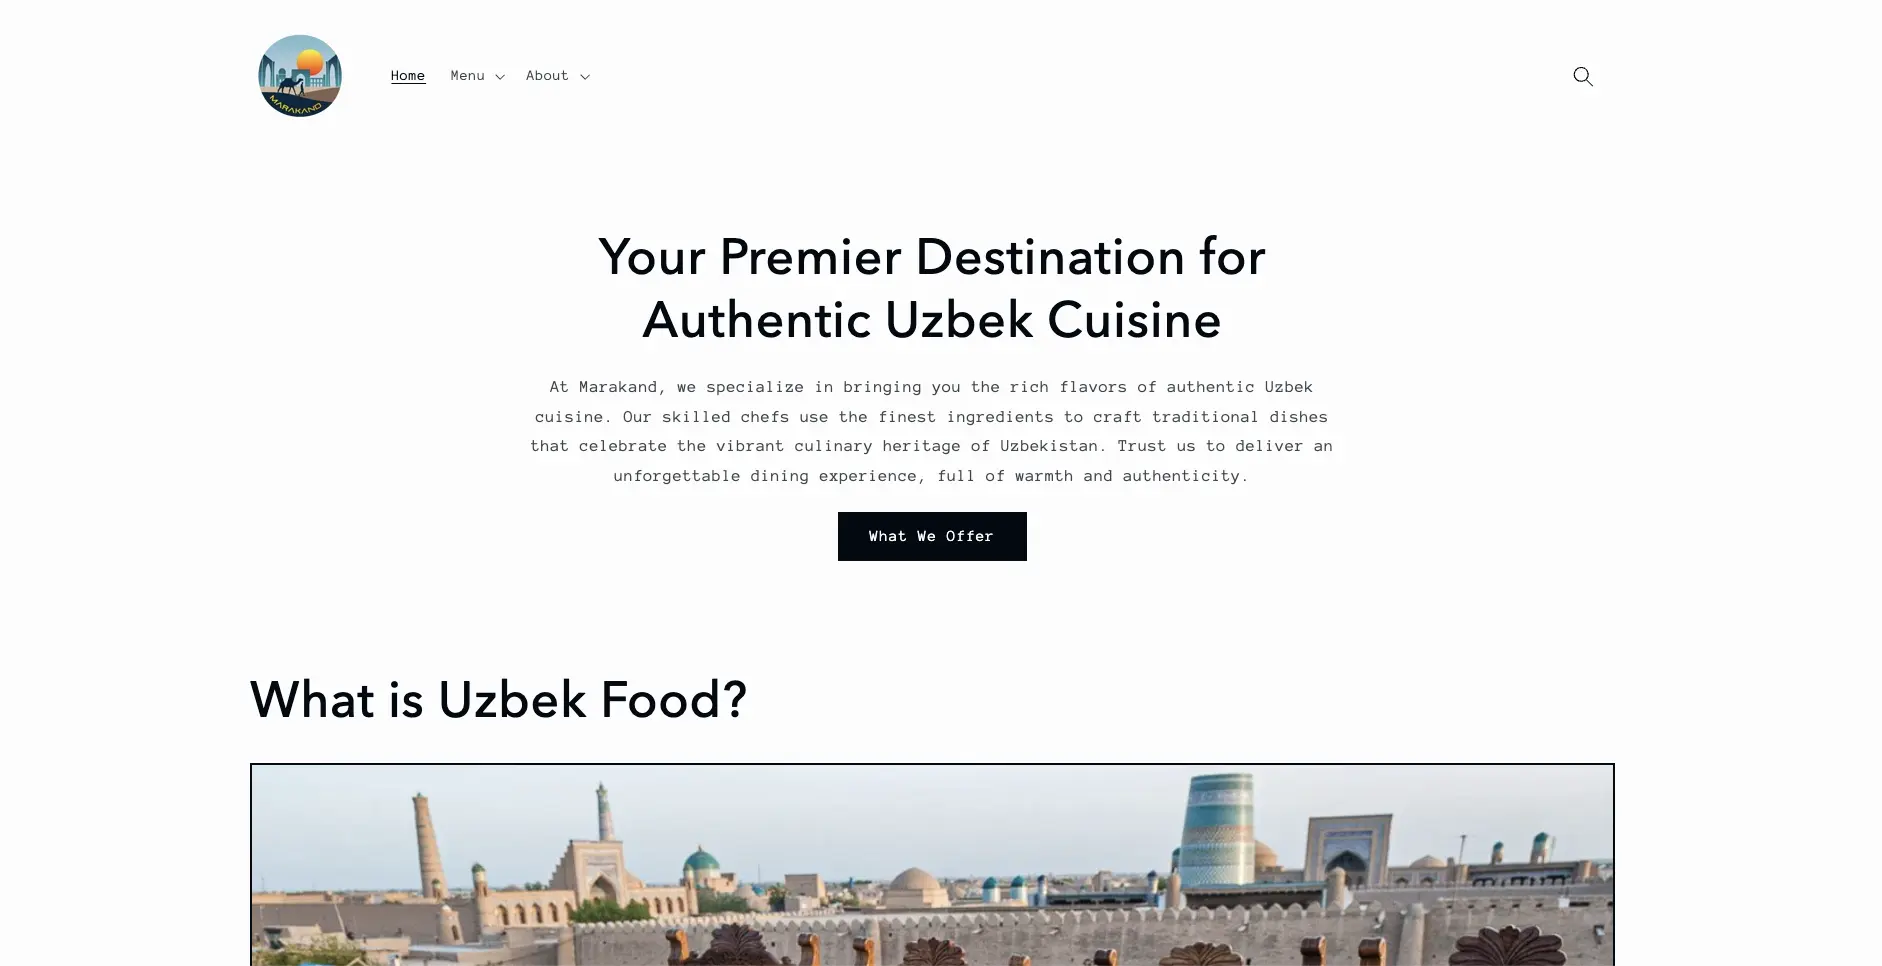 MARAKAND
Home
Menu
About
Your Premier Destination for
Authentic Uzbek Cuisine
At Marakand, we specialize in bringing you the rich flavors of authentic Uzbek
cuisine. Our skilled chefs use the finest ingredients to craft traditional dishes
that celebrate the vibrant culinary heritage of Uzbekistan. Trust us to deliver an
unforgettable dining experience, full of warmth and authenticity.
What We Offer
What is Uzbek Food?